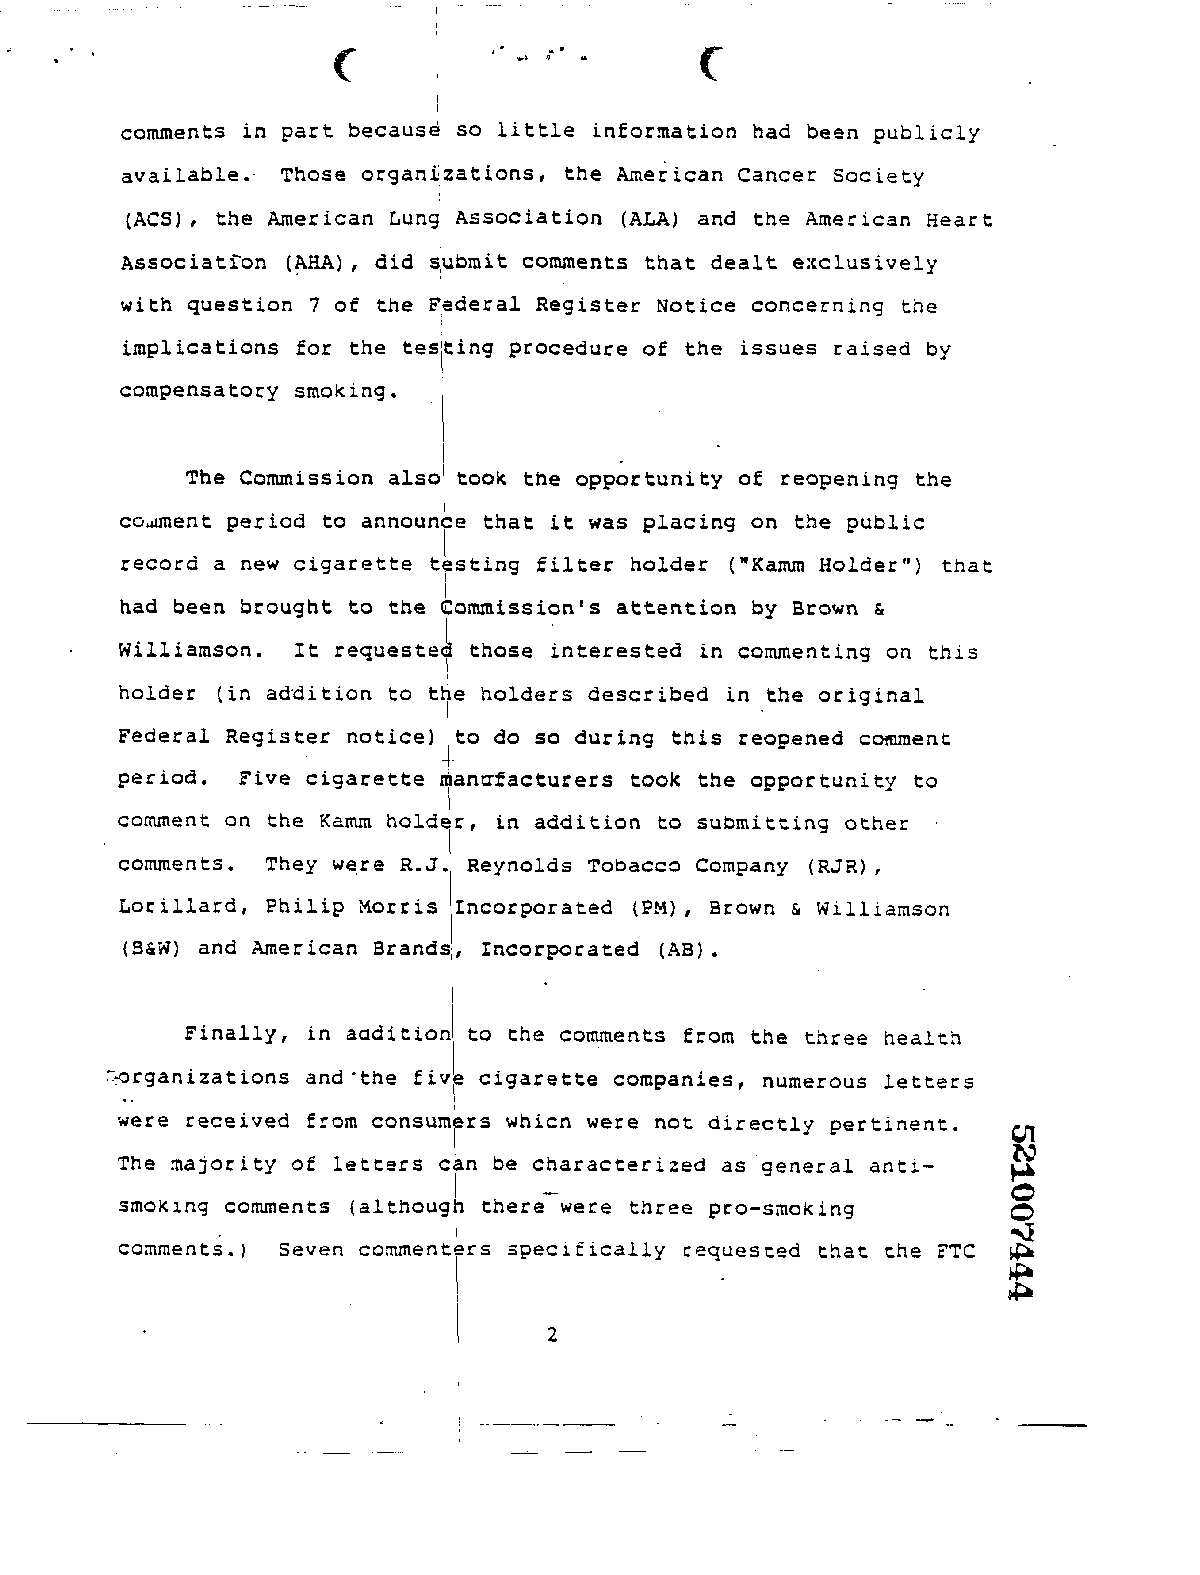 comments in part because so little information had been publicly
available. Those organizations, the American Cancer Society
(ACS), the American Lung Association (ALA) and the American Heart
Association (AHA), did submit comments that dealt exclusively
with question 7 of the Federal Register Notice concerning the
implications for the testing procedure of the issues raised by
compensatory smoking.
The Commission also took the opportunity of reopening the
comment period to announce that it was placing on the public
record a new cigarette testing filter holder ("Kamm Holder") that
had been brought to the Commission's attention by Brown &
Williamson. It requested those interested in commenting on this
holder (in addition to the holders described in the original
Federal Register notice) to do so during this reopened comment
period. Five cigarette manufacturers took the opportunity to
comment on the Kamm holder, in addition to submitting other
comments. They were R.J. Reynolds Tobacco Company (RJR),
Lorillard, Philip Morris Incorporated (PM), Brown & Williamson
(B&W) and American Brands, Incorporated (AB).
Finally, in addition to the comments from the three health
organizations and the five cigarette companies, numerous letters
were received from consumers which were not directly pertinent.
The majority of letters can be characterized as general anti-
smoking comments (although there were three pro-smoking
comments.) Seven commenters specifically requested that the FTC
2
521007444